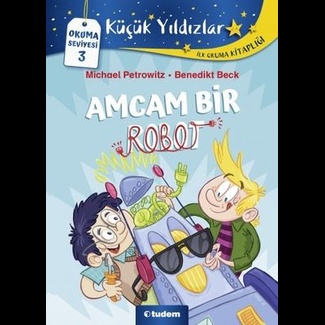 OKUMA
SEVİYESİ
3
Küçük Yıldızlar
İLK OKUMA KİTAPLIĞI
Michael Petrowitz • Benedikt Beck
AMCAM BİR
ROBOT
tudem